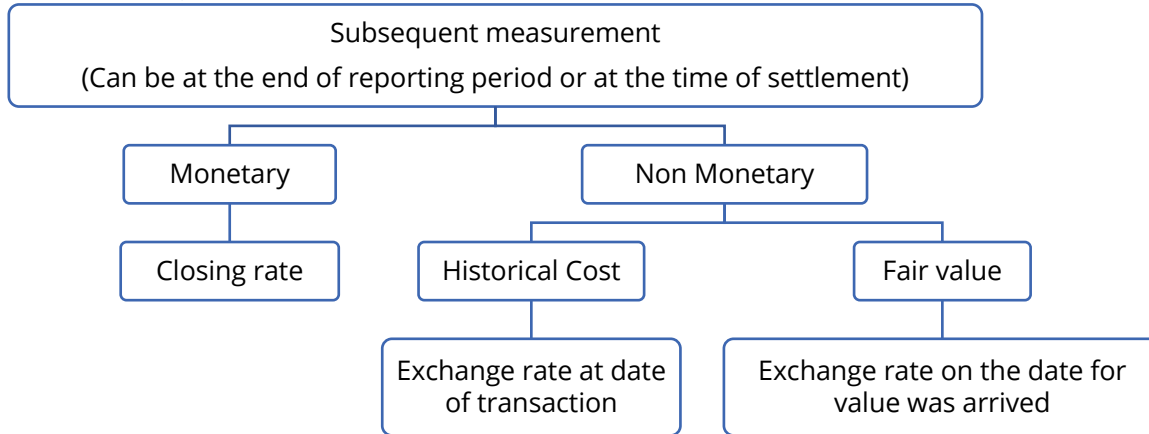 Subsequent measurement
(Can be at the end of reporting period or at the time of settlement)
Monetary
Non Monetary
Closing rate
Historical Cost
Fair value
Exchange rate at date
of transaction
Exchange rate on the date for
value was arrived